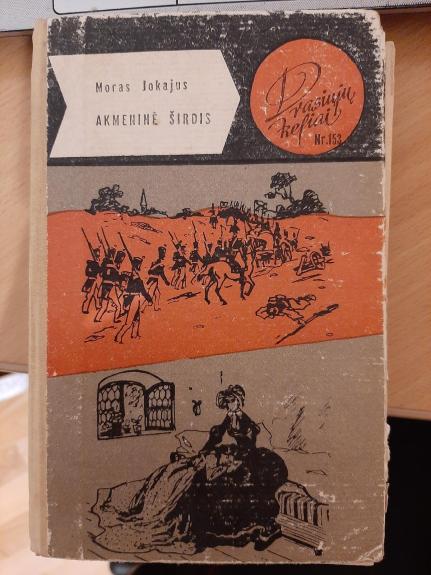 Moras Jokajus
AKMENINĖ ŠIRDIS
Drąsiųjų
keliai
Nr.153